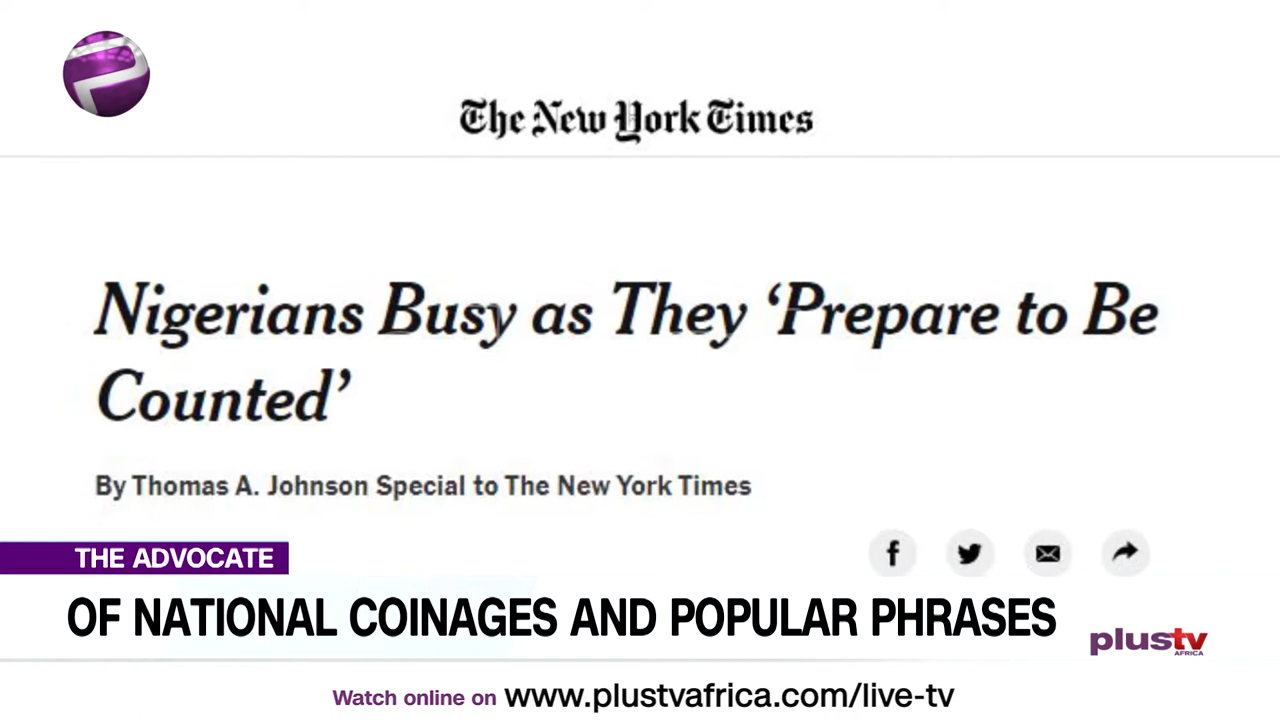 The New York Times
Nigerians Busy as They ‘Prepare to Be
Counted’
By Thomas A. Johnson Special to The New York Times
THE ADVOCATE
OF NATIONAL COINAGES AND POPULAR PHRASES
plustv
AFRICA
Watch online on www.plustvafrica.com/live-tv